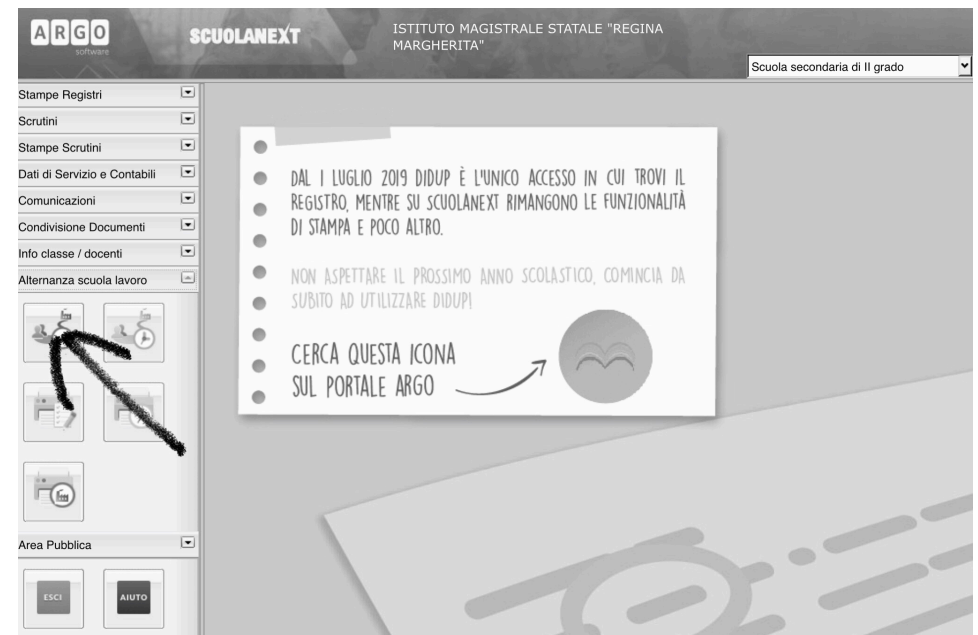 ARGO
software
SCUOLANEXT
ISTITUTO MAGISTRALE STATALE "REGINA
MARGHERITA"
Scuola secondaria di II grado
Stampe Registri
Scrutini
Stampe Scrutini
Dati di Servizio e Contabili
Comunicazioni
Condivisione Documenti
Info classe / docenti
Alternanza scuola lavoro
Area Pubblica
ESCI
AIUTO
DAL 1 LUGLIO 2019 DIDUP È L'UNICO ACCESSO IN CUI TROVI IL
REGISTRO, MENTRE SU SCUOLANEXT RIMANGONO LE FUNZIONALITÀ
DI STAMPA E POCO ALTRO.
NON ASPETTARE IL PROSSIMO ANNO SCOLASTICO, COMINCIA DA
SUBITO AD UTILIZZARE DIDUP!
CERCA QUESTA ICONA
SUL PORTALE ARGO